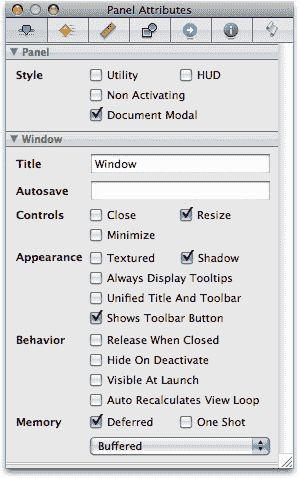 Panel Attributes
Panel
Style Utility HUD
Non Activating
Document Modal
Window
Title Window
Autosave
Controls Close Resize
Minimize
Appearance Textured Shadow
Always Display Tooltips
Unified Title And Toolbar
Shows Toolbar Button
Behavior Release When Closed
Hide On Deactivate
Visible At Launch
Auto Recalculates View Loop
Memory Deferred One Shot
Buffered